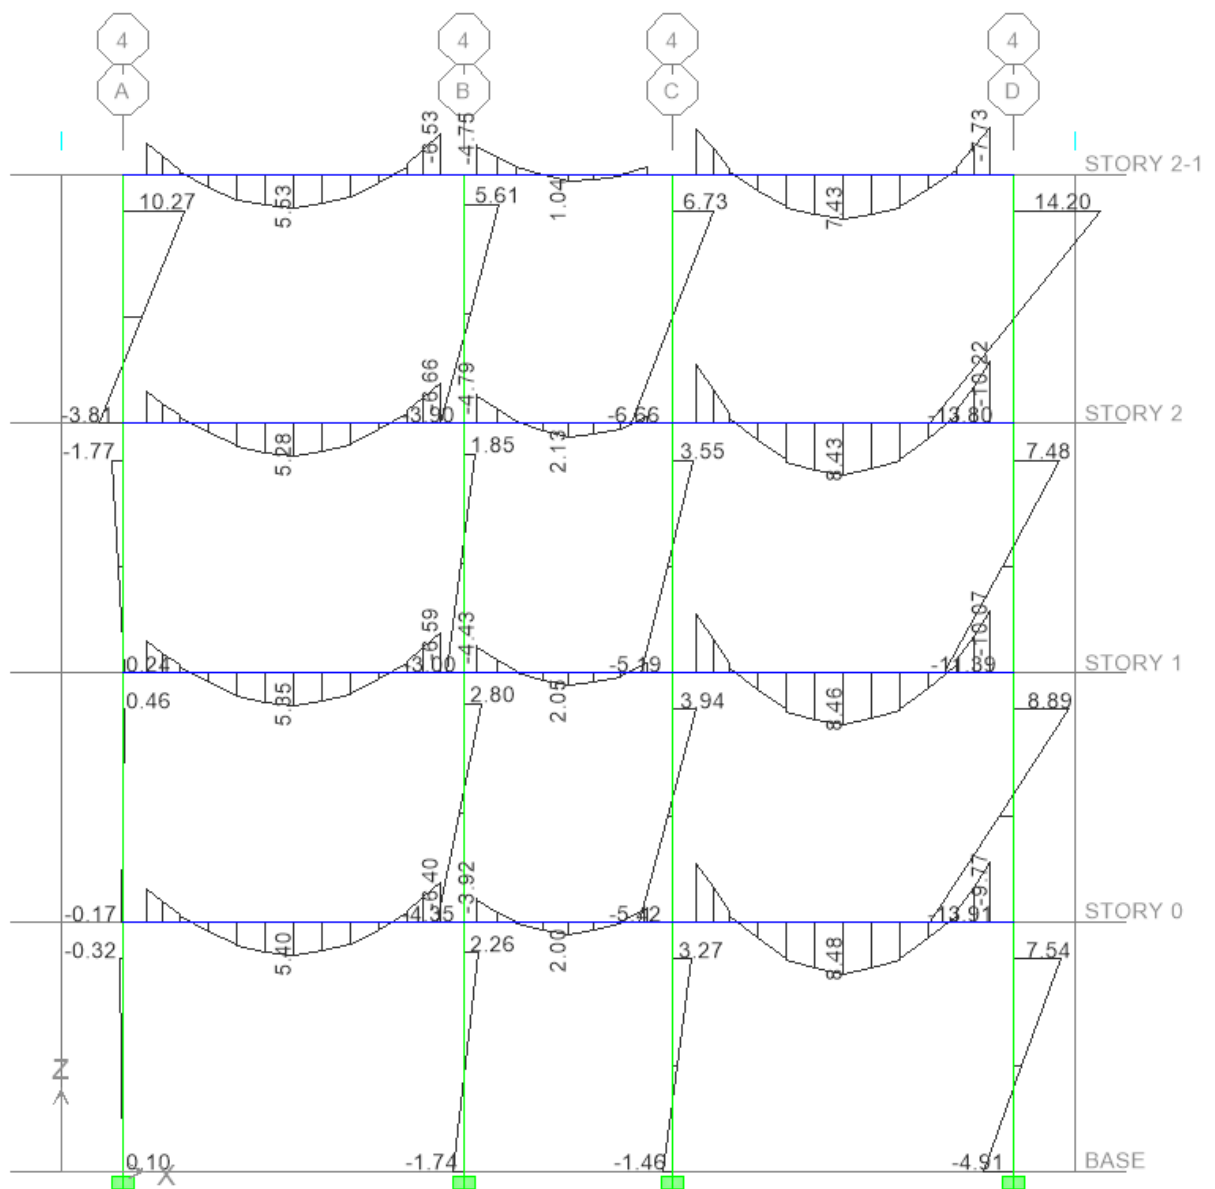 4 4 4 4
A B C D
-6.53 -4.75 -7.73
STORY 2-1
10.27 5.53 5.61 1.04 6.73 7.43 14.20
-6.66 -4.79 -10.22
-3.81 -3.90 -6.66 -13.80 STORY 2
-1.77 5.28 1.85 2.13 3.55 8.43 7.48
-6.59 -4.43 -10.07
0.24 -3.00 -5.19 -11.39 STORY 1
0.46 5.35 2.80 2.05 3.94 8.46 8.89
-6.40 -3.92 -9.77
-0.17 -4.35 -5.42 -13.91 STORY 0
-0.32 5.40 2.26 2.00 3.27 8.48 7.54
Z
0.10 X -1.74 -1.46 -4.91 BASE